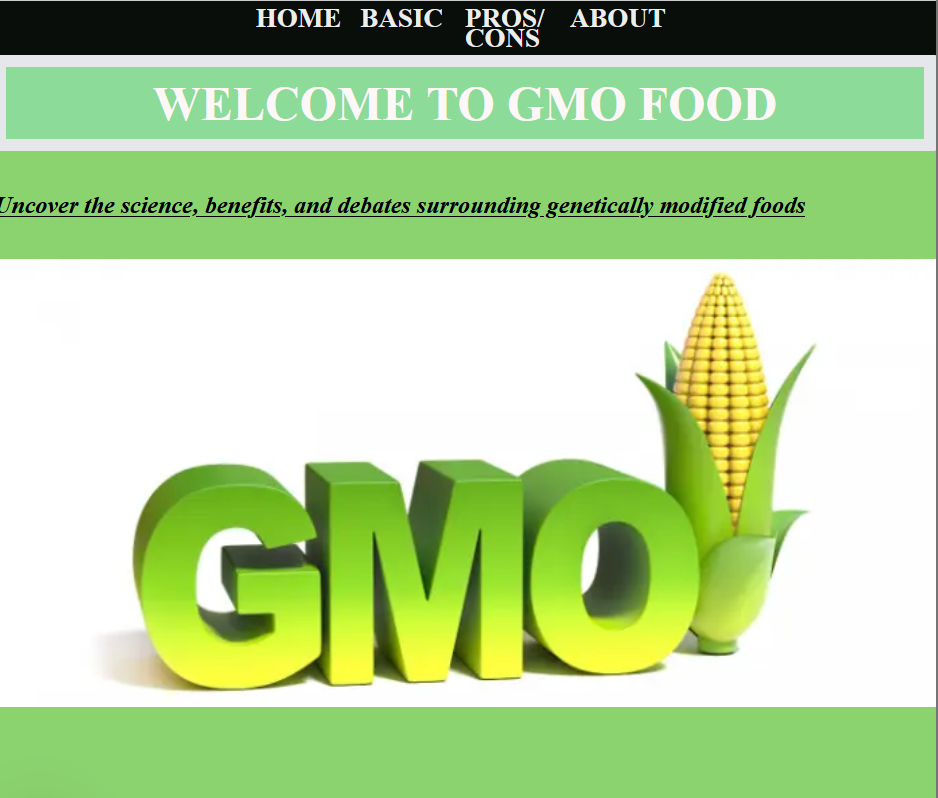 HOME BASIC PROS/ ABOUT
CONS
WELCOME TO GMO FOOD
Uncover the science, benefits, and debates surrounding genetically modified foods
GMO